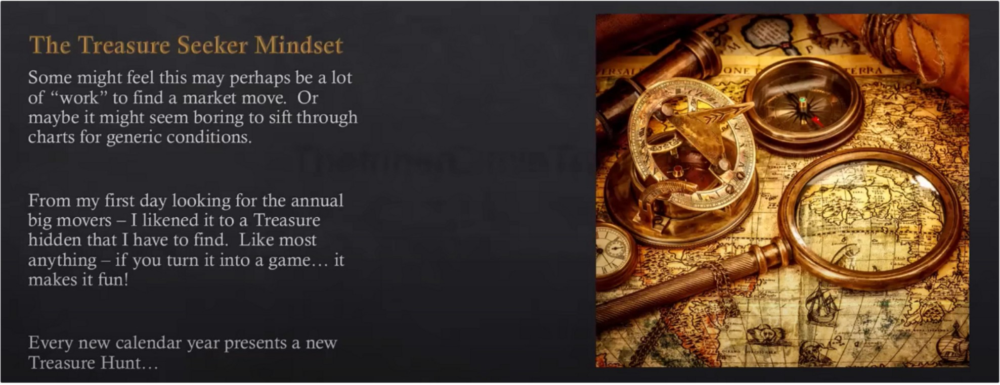 The Treasure Seeker Mindset
Some might feel this may perhaps be a lot
of “work” to find a market move.  Or
maybe it might seem boring to sift through
charts for generic conditions.
From my first day looking for the annual
big movers – I likened it to a Treasure
hidden that I have to find.  Like most
anything – if you turn it into a game… it
makes it fun!
Every new calendar year presents a new
Treasure Hunt…